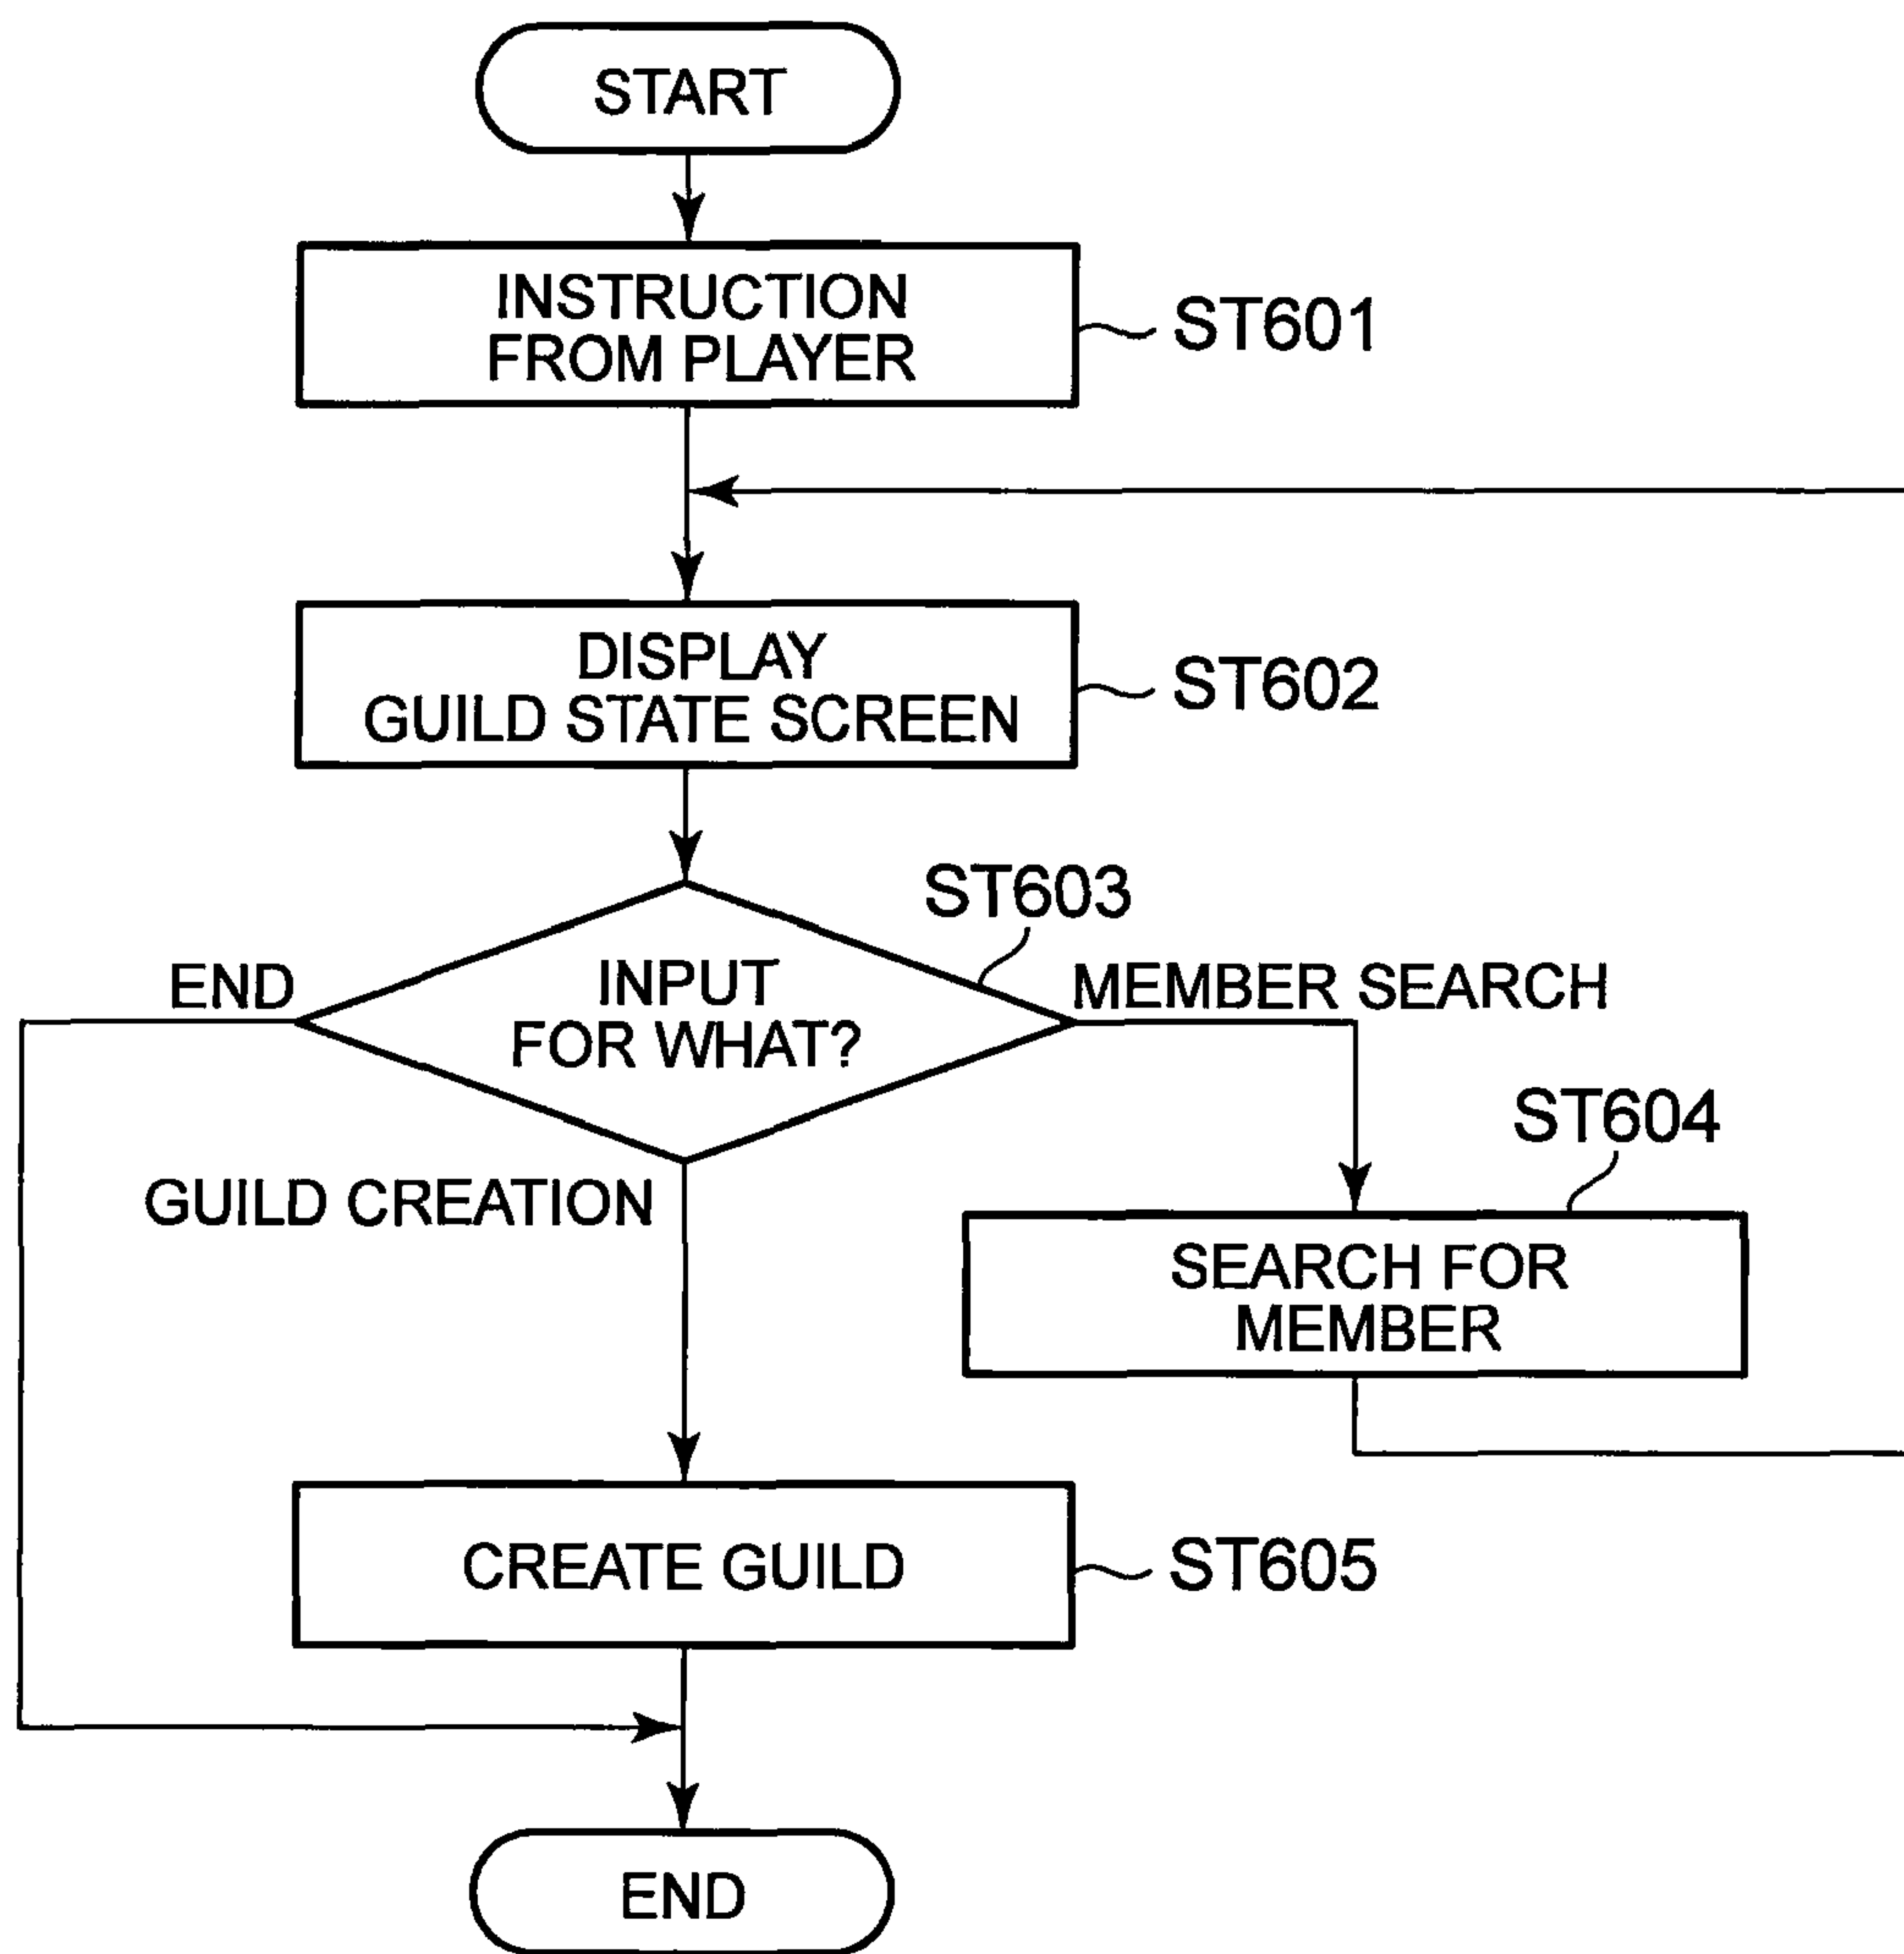 START
INSTRUCTION
FROM PLAYER
ST601
DISPLAY
GUILD STATE SCREEN
ST602
ST603
END
INPUT
FOR WHAT?
MEMBER SEARCH
ST604
GUILD CREATION
SEARCH FOR
MEMBER
CREATE GUILD
ST605
END